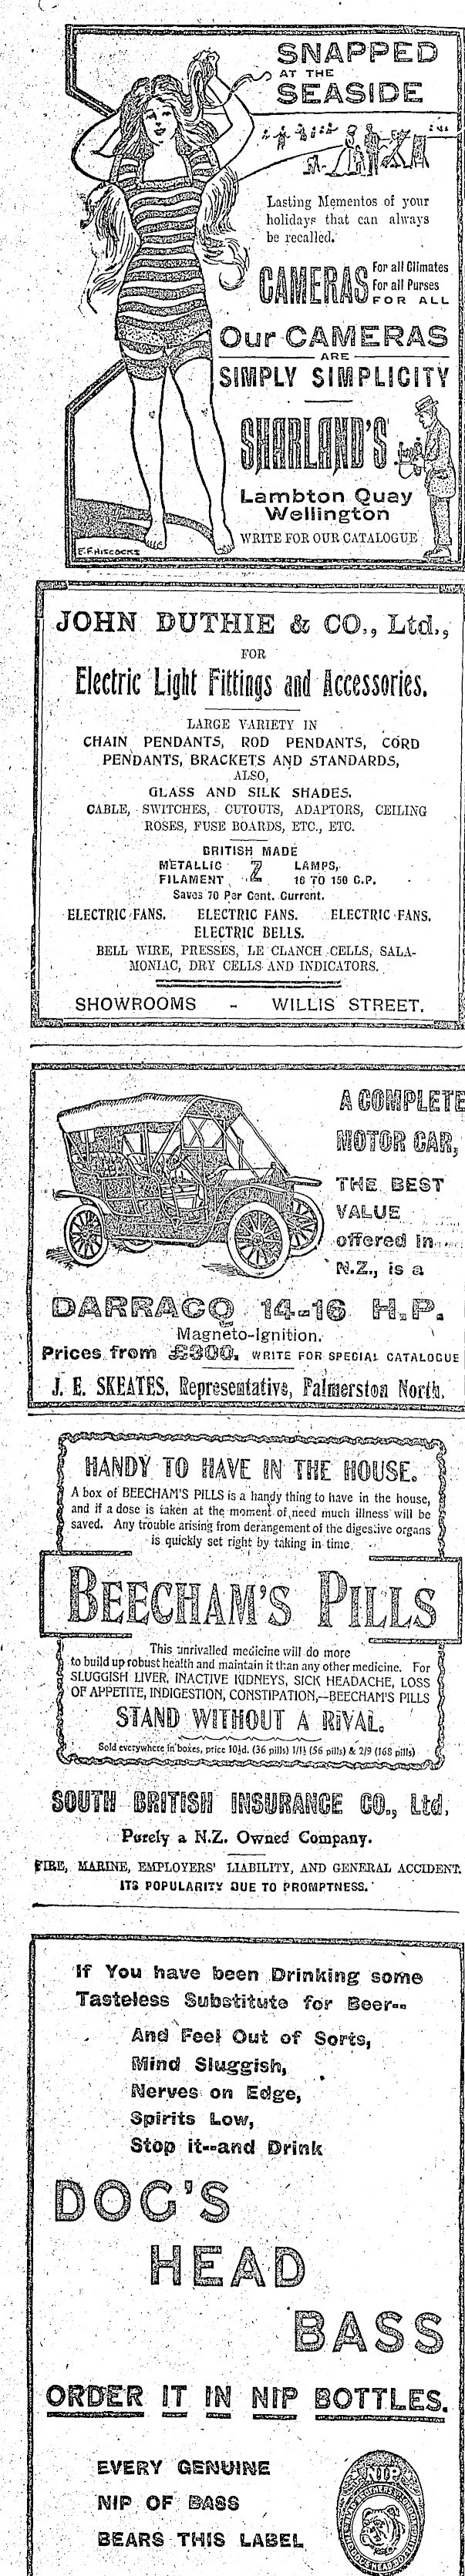 SNAPPED
AT THE
SEASIDE
Lasting Mementos of your
holidays that can always
be recalled.
CAMERAS
For all Climates
For all Purses
FOR ALL
Our CAMERAS
ARE
SIMPLY SIMPLICITY
SHARLAND'S
Lambton Quay
Wellington
WRITE FOR OUR CATALOGUE
E.F. HISCOCKS
JOHN DUTHIE & CO., Ltd.,
FOR
Electric Light Fittings and Accessories.
LARGE VARIETY IN
CHAIN PENDANTS, ROD PENDANTS, CORD
PENDANTS, BRACKETS AND STANDARDS,
ALSO,
GLASS AND SILK SHADES.
CABLE, SWITCHES, CUTOUTS, ADAPTORS, CEILING
ROSES, FUSE BOARDS, ETC., ETC.
BRITISH MADE
METALLIC Z LAMPS,
FILAMENT 16 TO 150 C.P.
Saves 70 Per Cent. Current.
ELECTRIC FANS. ELECTRIC FANS. ELECTRIC FANS.
ELECTRIC BELLS.
BELL WIRE, PRESSES, LE CLANCH CELLS, SALA-
MONIAC, DRY CELLS AND INDICATORS.
SHOWROOMS - WILLIS STREET.
A COMPLETE
MOTOR CAR,
THE BEST
VALUE
offered in
N.Z., is a
DARRACQ 14-16 H.P.
Magneto-Ignition.
Prices from £300. WRITE FOR SPECIAL CATALOGUE
J. E. SKEATES, Representative, Palmerston North.
HANDY TO HAVE IN THE HOUSE.
A box of BEECHAM'S PILLS is a handy thing to have in the house,
and if a dose is taken at the moment of need much illness will be
saved. Any trouble arising from derangement of the digestive organs
is quickly set right by taking in time
BEECHAM'S PILLS
This unrivalled medicine will do more
to build up robust health and maintain it than any other medicine. For
SLUGGISH LIVER, INACTIVE KIDNEYS, SICK HEADACHE, LOSS
OF APPETITE, INDIGESTION, CONSTIPATION,—BEECHAM'S PILLS
STAND WITHOUT A RIVAL.
Sold everywhere in boxes, price 10½d. (36 pills) 1/1½ (56 pills) & 2/9 (168 pills)
SOUTH BRITISH INSURANCE CO., Ltd.
Purely a N.Z. Owned Company.
FIRE, MARINE, EMPLOYERS' LIABILITY, AND GENERAL ACCIDENT.
ITS POPULARITY DUE TO PROMPTNESS.
If You have been Drinking some
Tasteless Substitute for Beer--
And Feel Out of Sorts,
Mind Sluggish,
Nerves on Edge,
Spirits Low,
Stop it--and Drink
DOG'S
HEAD
BASS
ORDER IT IN NIP BOTTLES.
EVERY GENUINE
NIP OF BASS
BEARS THIS LABEL
NIP